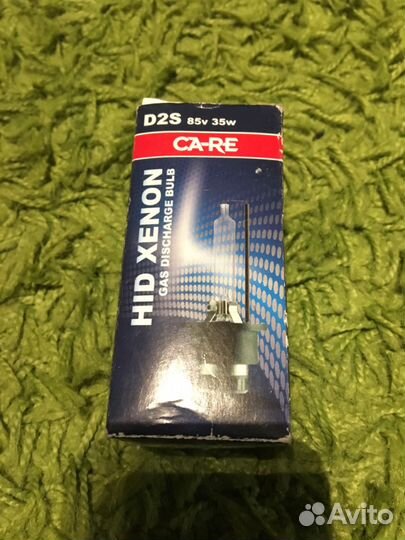 D2S 85v 35w
CA-RE
HID XENON
GAS DISCHARGE BULB
Avito